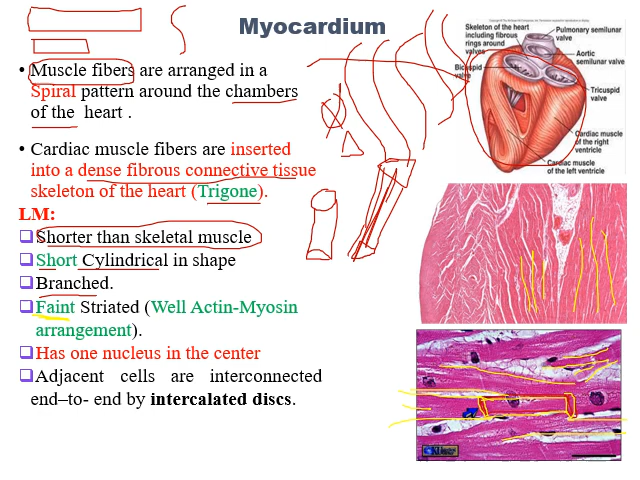 Myocardium
• Muscle fibers are arranged in a
Spiral pattern around the chambers
of the heart .
• Cardiac muscle fibers are inserted
into a dense fibrous connective tissue
skeleton of the heart (Trigone).
LM:
❑Shorter than skeletal muscle
❑Short Cylindrical in shape
❑Branched.
❑Faint Striated (Well Actin-Myosin
arrangement).
❑Has one nucleus in the center
❑Adjacent cells are interconnected
end–to- end by intercalated discs.
Skeleton of the heart
including fibrous
rings around
valves
Pulmonary semilunar
valve
Aortic
semilunar valve
valve
Tricuspid
valve
Cardiac muscle
of the right
ventricle
Cardiac muscle
of the left ventricle